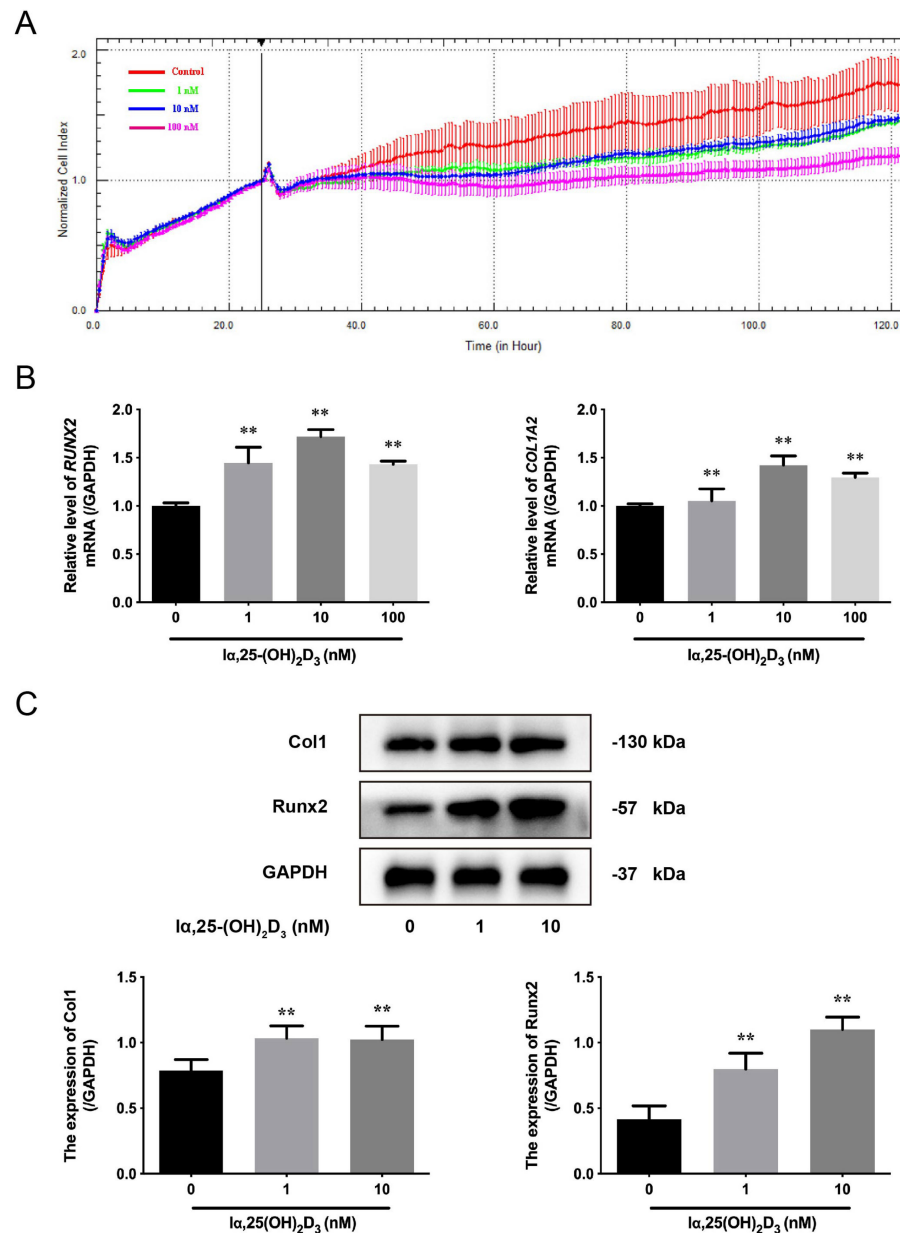 A
2.0
Control
1 nM
10 nM
100 nM
1.0
0.0
Normalized Cell Index
0.0 20.0 40.0 60.0 80.0 100.0 120.0
Time (in Hour)
B
Relative level of RUNX2
mRNA (/GAPDH)
2.0
1.5
1.0
0.5
0.0
** ** **
0 1 10 100
Iα,25-(OH)₂D₃ (nM)
Relative level of COL1A2
mRNA (/GAPDH)
2.0
1.5
1.0
0.5
0.0
** ** **
0 1 10 100
Iα,25-(OH)₂D₃ (nM)
C
Col1 -130 kDa
Runx2 -57 kDa
GAPDH -37 kDa
Iα,25-(OH)₂D₃ (nM) 0 1 10
The expression of Col1
(/GAPDH)
1.5
1.0
0.5
0.0
** **
0 1 10
Iα,25(OH)₂D₃ (nM)
The expression of Runx2
(/GAPDH)
1.5
1.0
0.5
0.0
** **
0 1 10
Iα,25(OH)₂D₃ (nM)